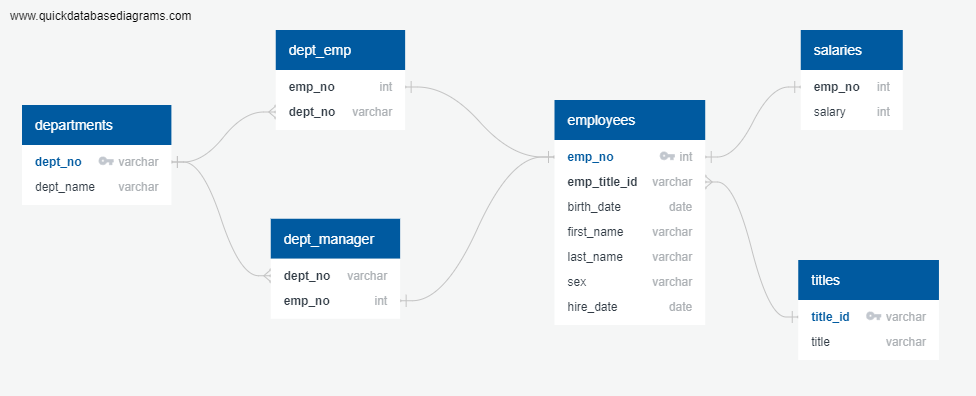 www.quickdatabasediagrams.com
departments
dept_no varchar
dept_name varchar
dept_emp
emp_no int
dept_no varchar
dept_manager
dept_no varchar
emp_no int
employees
emp_no int
emp_title_id varchar
birth_date date
first_name varchar
last_name varchar
sex varchar
hire_date date
salaries
emp_no int
salary int
titles
title_id varchar
title varchar